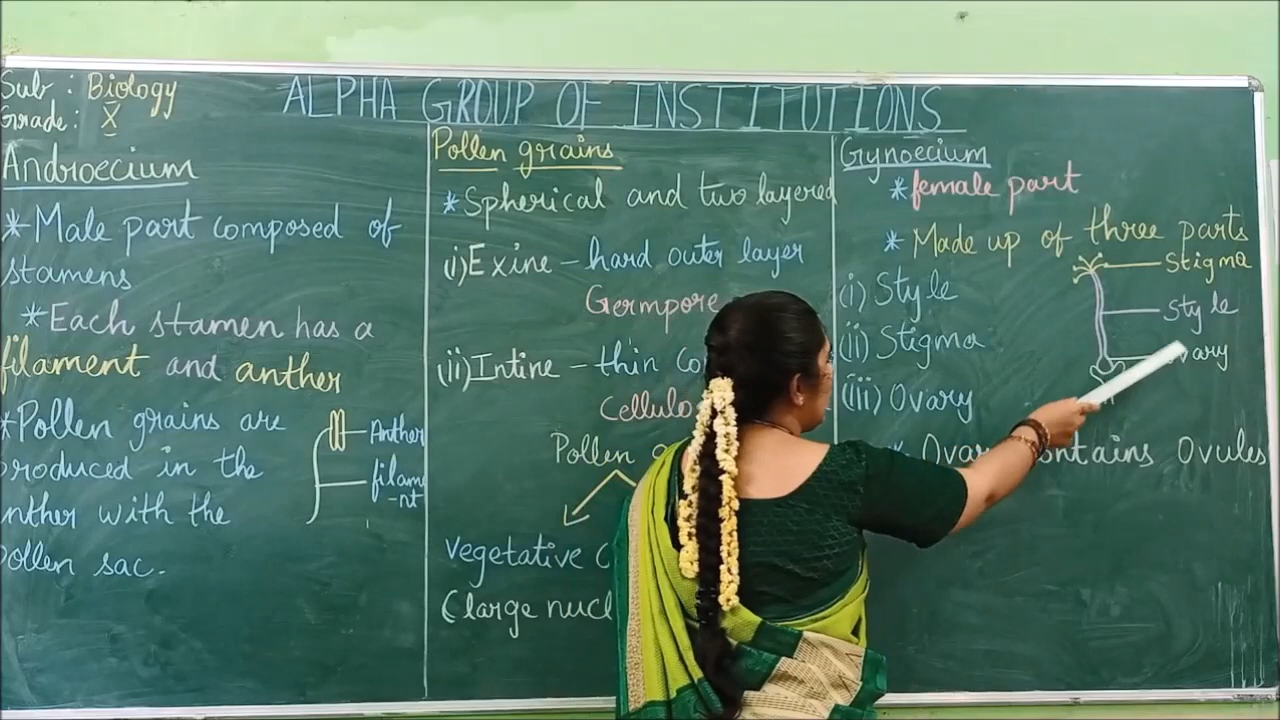 Sub : Biology
Grade: X
ALPHA GROUP OF INSTITUTIONS
Androecium
*Male part composed of
stamens
*Each stamen has a
filament and anther
*Pollen grains are
produced in the
anther with the
pollen sac.
Anther
filame
-nt
Pollen grains
*Spherical and two layered
(i) Exine - hard outer layer
Germpore
(ii) Intine - thin
Pollen
Vegetative
(large
Gynoecium
*female part
* Made up of three parts
(i) Style
(ii) Stigma
(iii) Ovary
Stigma
Style
* Ovules